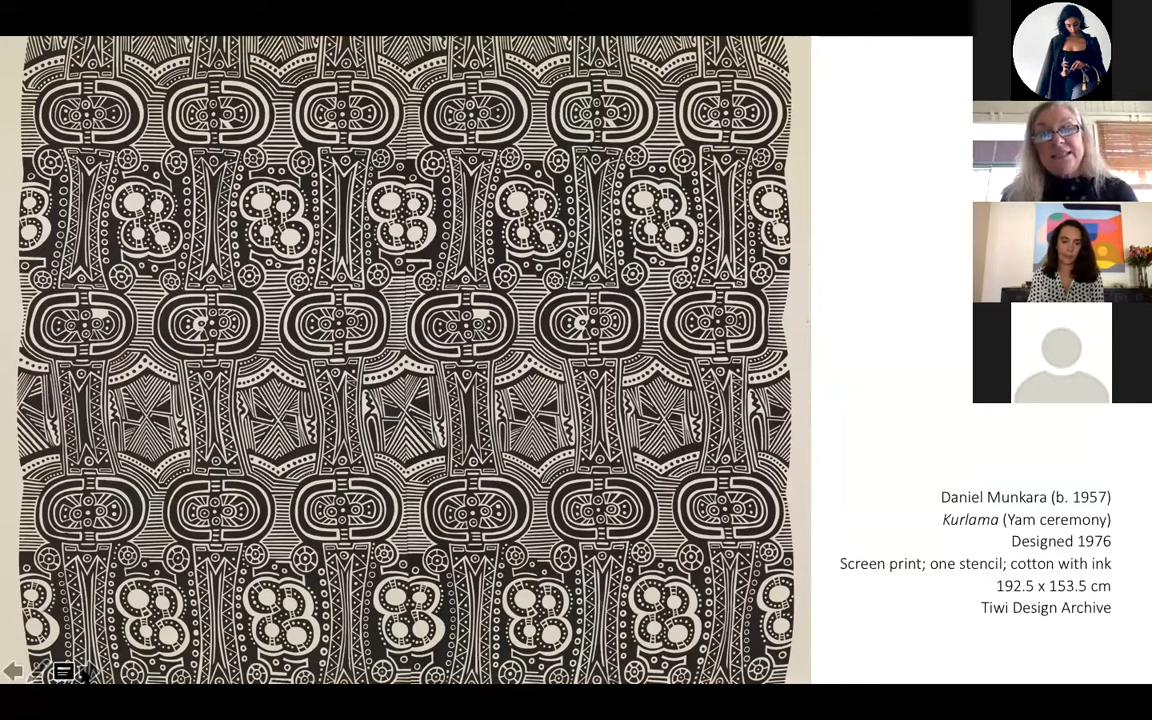 Daniel Munkara (b. 1957)
Kurlama (Yam ceremony)
Designed 1976
Screen print; one stencil; cotton with ink
192.5 x 153.5 cm
Tiwi Design Archive